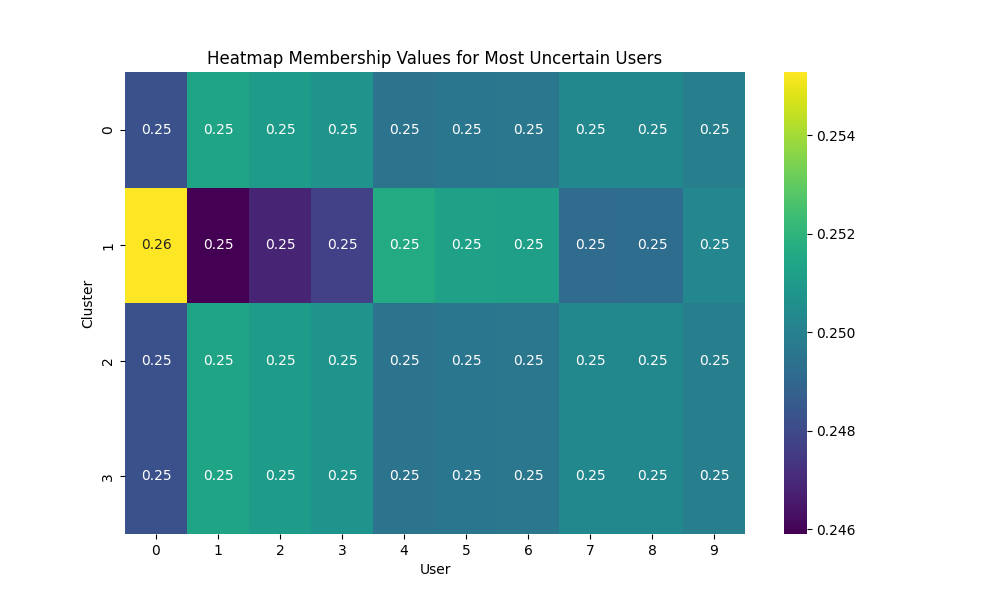 Heatmap Membership Values for Most Uncertain Users
0 0.25 0.25 0.25 0.25 0.25 0.25 0.25 0.25 0.25 0.25
1 0.26 0.25 0.25 0.25 0.25 0.25 0.25 0.25 0.25 0.25
2 0.25 0.25 0.25 0.25 0.25 0.25 0.25 0.25 0.25 0.25
3 0.25 0.25 0.25 0.25 0.25 0.25 0.25 0.25 0.25 0.25
0 1 2 3 4 5 6 7 8 9
User
Cluster
0.254
0.252
0.250
0.248
0.246